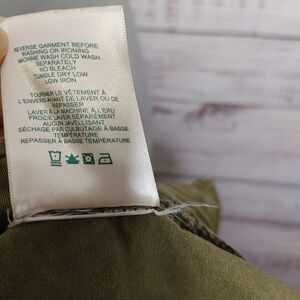 REVERSE GARMENT BEFORE
WASHING OR IRONING
MACHINE WASH COLD WASH
SEPARATELY
NO BLEACH
TUMBLE DRY LOW
LOW IRON
TOURNER LE VÊTEMENT À
L'ENVERS AVANT DE LAVER OU DE
REPASSER
LAVER À LA MACHINE À L'EAU
FROIDE LAVER SÉPARÉMENT
AUCUN JAVELLISANT
SÉCHAGE PAR CULBUTAGE À BASSE
TEMPÉRATURE
REPASSER À BASSE TEMPÉRATURE